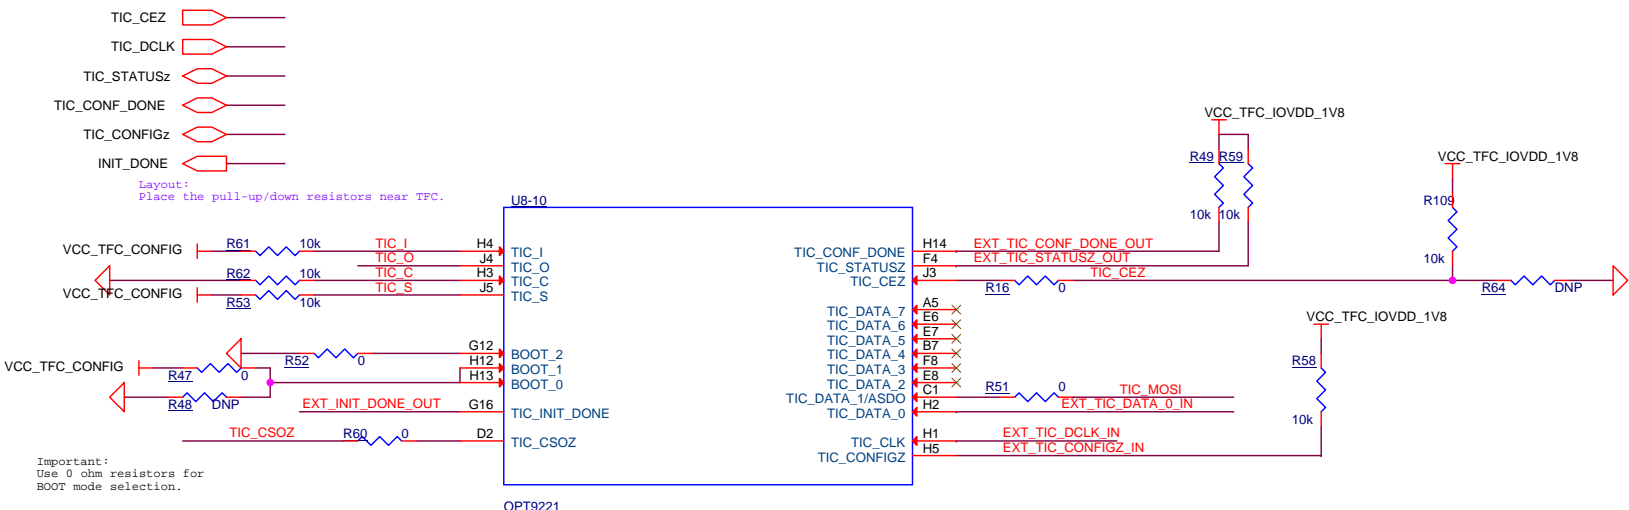 TIC_CEZ
TIC_DCLK
TIC_STATUSz
TIC_CONF_DONE
TIC_CONFIGz
INIT_DONE
Layout:
Place the pull-up/down resistors near TFC.
VCC_TFC_CONFIG
R61
10k
TIC_I
H4
TIC_O
J4
R62
10k
TIC_C
H3
VCC_TFC_CONFIG
R53
10k
TIC_S
J5
R52
0
G12
VCC_TFC_CONFIG
R47
0
H12
H13
R48
DNP
EXT_INIT_DONE_OUT
G16
TIC_CSOZ
R60
0
D2
Important:
Use 0 ohm resistors for
BOOT mode selection.
U8-10
TIC_I
TIC_O
TIC_C
TIC_S
BOOT_2
BOOT_1
BOOT_0
TIC_INIT_DONE
TIC_CSOZ
TIC_CONF_DONE
TIC_STATUSZ
TIC_CEZ
TIC_DATA_7
TIC_DATA_6
TIC_DATA_5
TIC_DATA_4
TIC_DATA_3
TIC_DATA_2
TIC_DATA_1/ASDO
TIC_DATA_0
TIC_CLK
TIC_CONFIGZ
OPT9221
H14
EXT_TIC_CONF_DONE_OUT
F4
EXT_TIC_STATUSZ_OUT
J3
R16
0
TIC_CEZ
A5
E6
E7
B7
F8
E8
C1
R51
0
TIC_MOSI
H2
EXT_TIC_DATA_0_IN
H1
EXT_TIC_DCLK_IN
H5
EXT_TIC_CONFIGZ_IN
VCC_TFC_IOVDD_1V8
R49
R59
10k
10k
VCC_TFC_IOVDD_1V8
R109
10k
R64
DNP
VCC_TFC_IOVDD_1V8
R58
10k